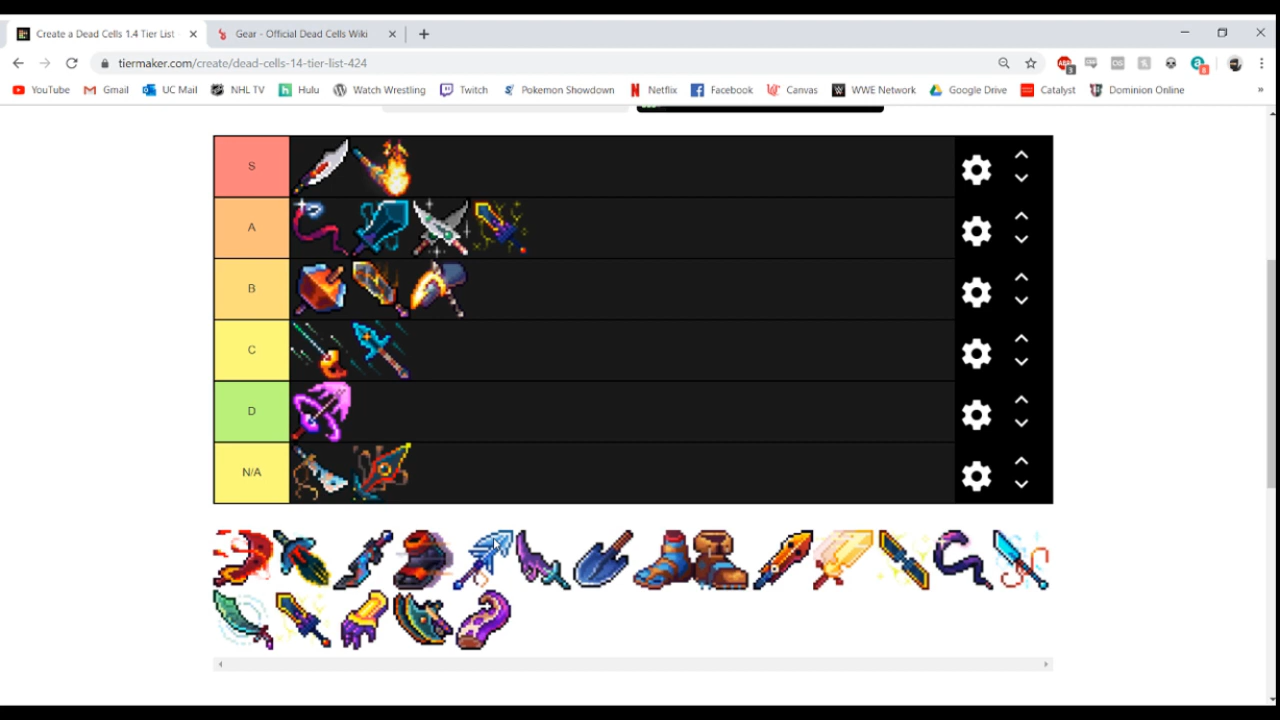 Create a Dead Cells 1.4 Tier List
Gear - Official Dead Cells Wiki
tiermaker.com/create/dead-cells-14-tier-list-424
YouTube Gmail UC Mail NHL TV Hulu Watch Wrestling Twitch Pokemon Showdown Netflix Facebook Canvas WWE Network Google Drive Catalyst Dominion Online
S
A
B
C
D
N/A